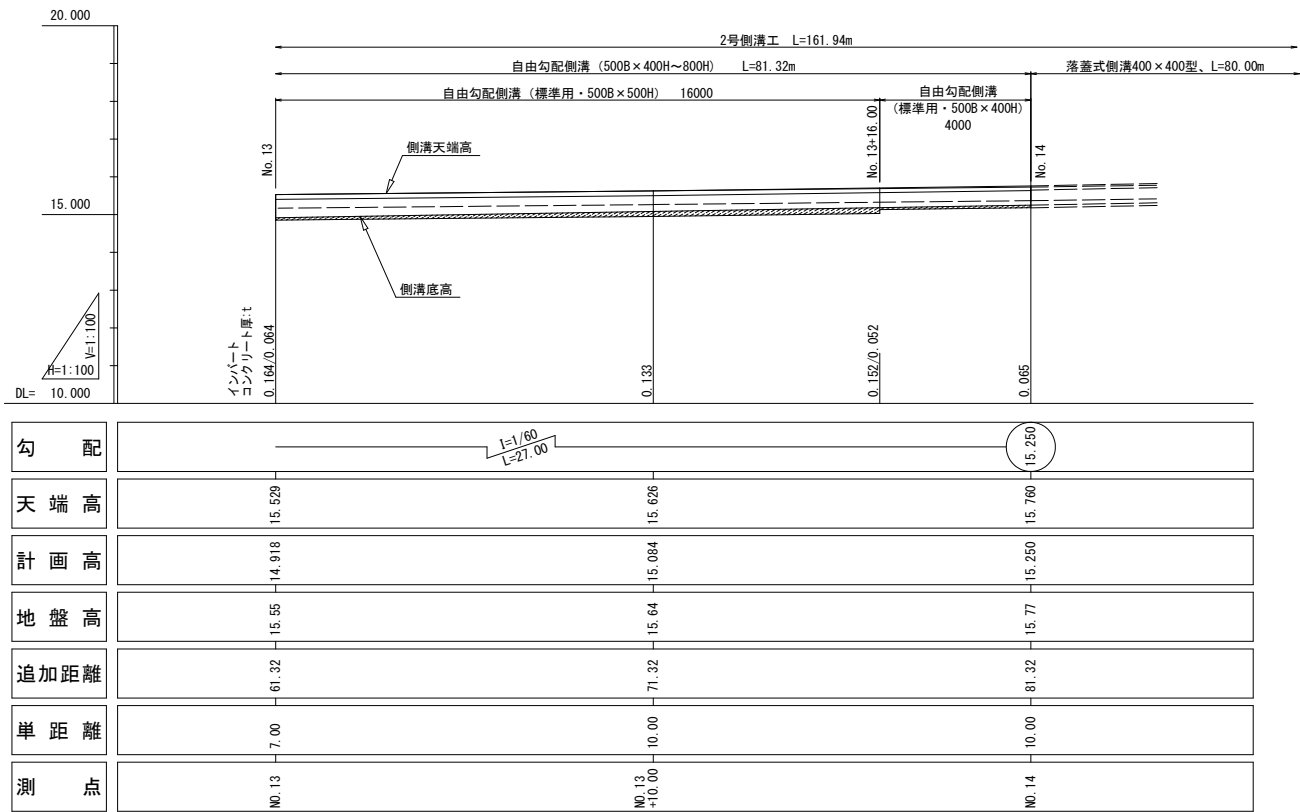 20.000
2号側溝工 L=161.94m
自由勾配側溝 (500B×400H～800H) L=81.32m
落蓋式側溝400×400型、L=80.00m
自由勾配側溝 (標準用・500B×500H) 16000
自由勾配側溝
(標準用・500B×400H)
4000
No.13
側溝天端高
No.13+16.00
No.14
15.000
側溝底高
V=1:100
H=1:100
DL= 10.000
インバート
コンクリート厚:t
0.164/0.064
0.133
0.152/0.052
0.065
勾配
I=1/60
L=27.00
15.250
天端高
15.529
15.626
15.760
計画高
14.918
15.084
15.250
地盤高
15.55
15.64
15.77
追加距離
61.32
71.32
81.32
単距離
7.00
10.00
10.00
測点
NO.13
NO.13
+10.00
NO.14